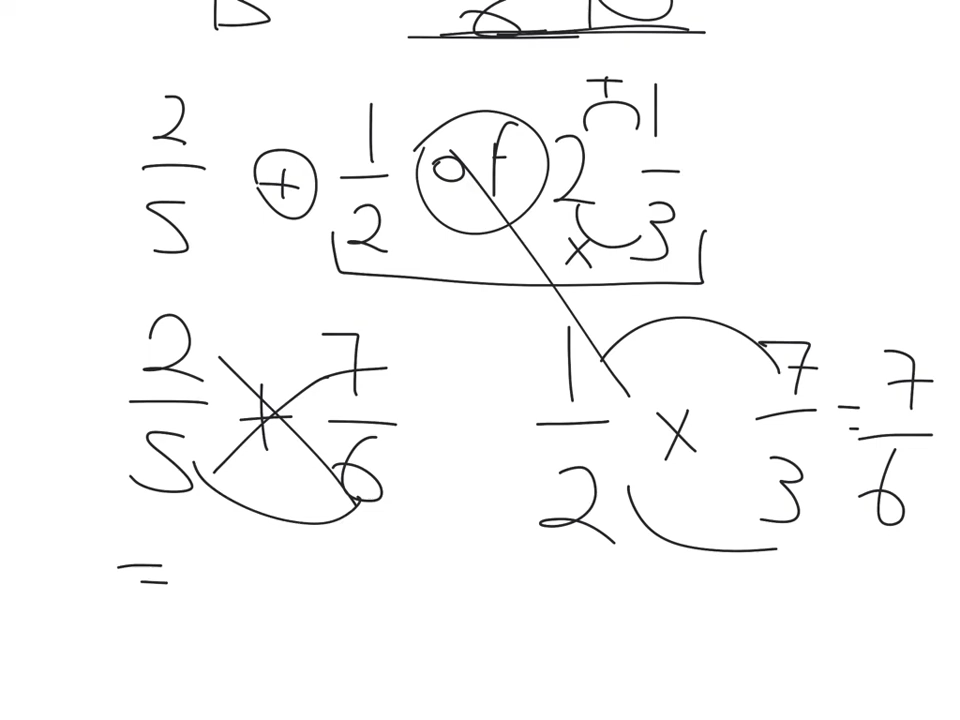 2/5 + 1/2 of 2 1/3
+
×
2/5 + 7/6
1/2 × 7/3 = 7/6
=